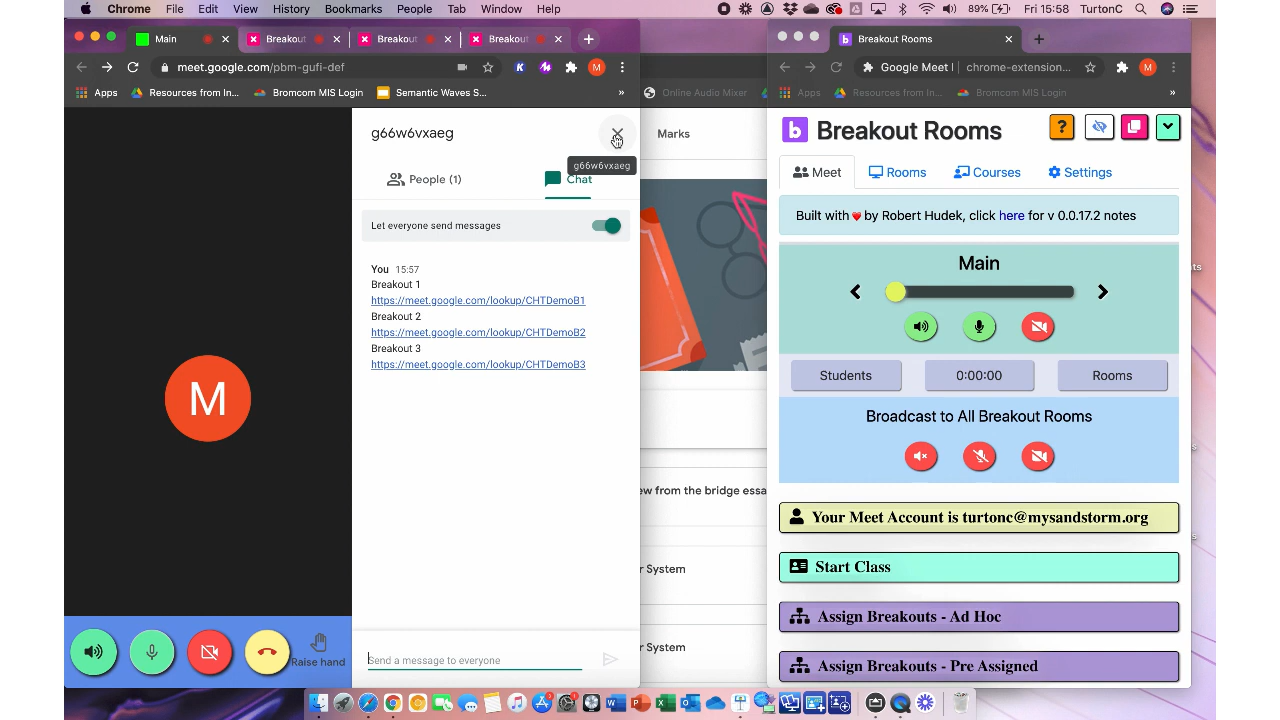 Chrome File Edit View History Bookmarks People Tab Window Help 89% Fri 15:58 TurtonC
Main Breakout Breakout Breakout
meet.google.com/pbm-gufi-def M
Apps Resources from In... Bromcom MIS Login Semantic Waves S... »
g66w6vxaeg
g66w6vxaeg
People (1) Chat
Let everyone send messages
You 15:57
Breakout 1
https://meet.google.com/lookup/CHTDemoB1
Breakout 2
https://meet.google.com/lookup/CHTDemoB2
Breakout 3
https://meet.google.com/lookup/CHTDemoB3
M
Raise hand
Send a message to everyone
Online Audio Mixer
Marks
ew from the bridge essa
r System
r System
Breakout Rooms
Google Meet | chrome-extension... M
Apps Resources from In... Bromcom MIS Login »
b Breakout Rooms ?
Meet Rooms Courses Settings
Built with by Robert Hudek, click here for v 0.0.17.2 notes
Main
Students 0:00:00 Rooms
Broadcast to All Breakout Rooms
Your Meet Account is turtonc@mysandstorm.org
Start Class
Assign Breakouts - Ad Hoc
Assign Breakouts - Pre Assigned